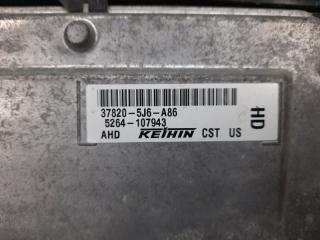 37820-5J6-A86
5264-107943
AHD KEIHIN CST US
HD